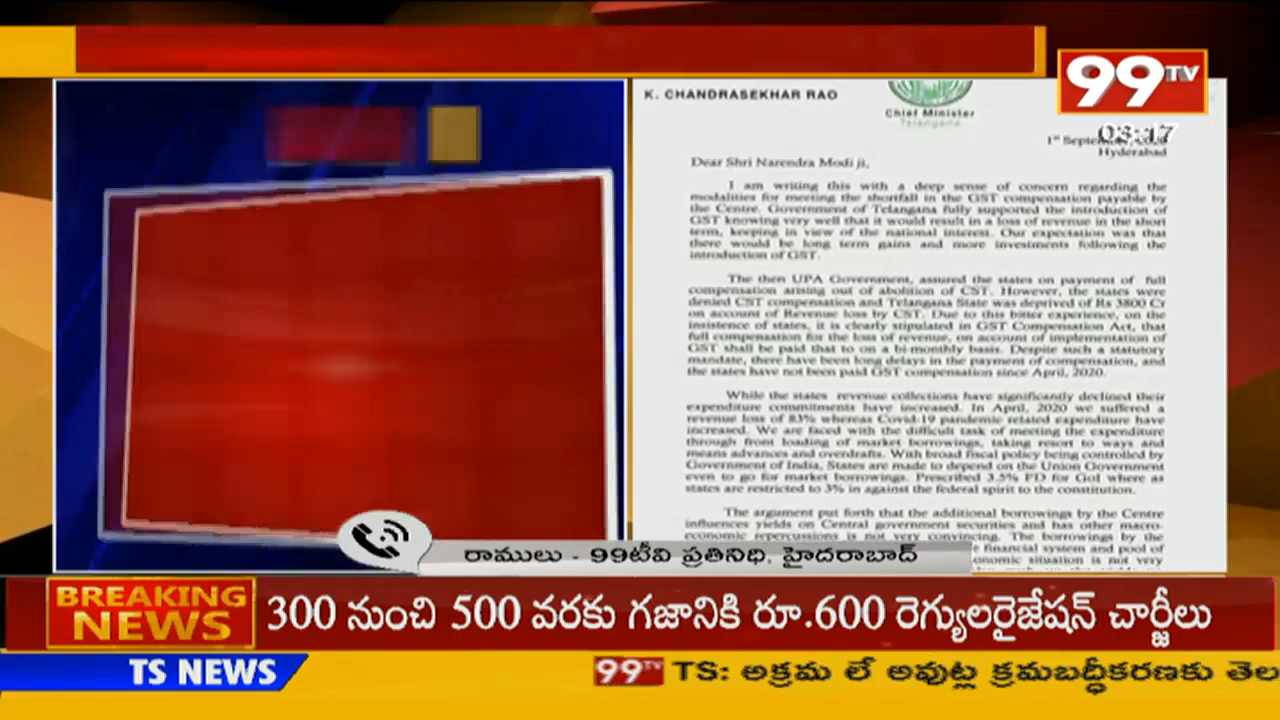 99 TV
03:17
K. CHANDRASEKHAR RAO
Chief Minister
Telangana
1st
Hyderabad
Dear Shri Narendra Modi ji,
I am writing this with a deep sense of concern regarding the
modalities for meeting the shortfall in the GST compensation payable by
the Centre. Government of Telangana fully supported the introduction of
GST knowing very well that it would result in a loss of revenue in the short
term, keeping in view of the national interest. Our expectation was that
there would be long term gains and more investments following the
introduction of GST.
The then UPA Government, assured the states on payment of full
compensation arising out of abolition of CST. However, the states were
denied CST compensation and Telangana State was deprived of Rs 3800 Cr
on account of Revenue loss by CST. Due to this bitter experience, on the
insistence of states, it is clearly stipulated in GST Compensation Act, that
full compensation for the loss of revenue, on account of implementation of
GST shall be paid that to on a bi-monthly basis. Despite such a statutory
mandate, there have been long delays in the payment of compensation, and
the states have not been paid GST compensation since April, 2020.
While the states revenue collections have significantly declined their
expenditure commitments have increased. In April, 2020 we suffered a
revenue loss of 83% whereas Covid-19 pandemic related expenditure have
increased. We are faced with the difficult task of meeting the expenditure
through front loading of market borrowings, taking resort to ways and
means advances and overdrafts. With broad fiscal policy being controlled by
Government of India, States are made to depend on the Union Government
even to go for market borrowings. Prescribed 3.5% FD for GoI where as
states are restricted to 3% in against the federal spirit to the constitution.
The argument put forth that the additional borrowings by the Centre
influences yields on Central government securities and has other macro-
economic repercussions is not very convincing. The borrowings by the
financial system and pool of
situation is not very
రాములు - 99టీవి ప్రతినిధి, హైదరాబాద్
BREAKING
NEWS
300 నుంచి 500 వరకు గజానికి రూ.600 రెగ్యులరైజేషన్ చార్జీలు
TS NEWS
99 TV TS: అక్రమ లే అవుట్ల క్రమబద్ధీకరణకు తెల